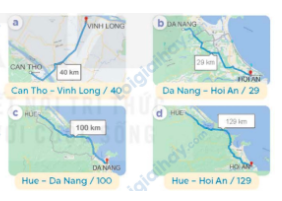 a
VINH LONG
CAN THO
40 km
Can Tho - Vinh Long / 40
b
DA NANG
29 km
HOI AN
Da Nang - Hoi An / 29
c
HUE
100 km
DA NANG
Hue - Da Nang / 100
d
HUE
129 km
HOI AN
Hue - Hoi An / 129
loigiaihay.com